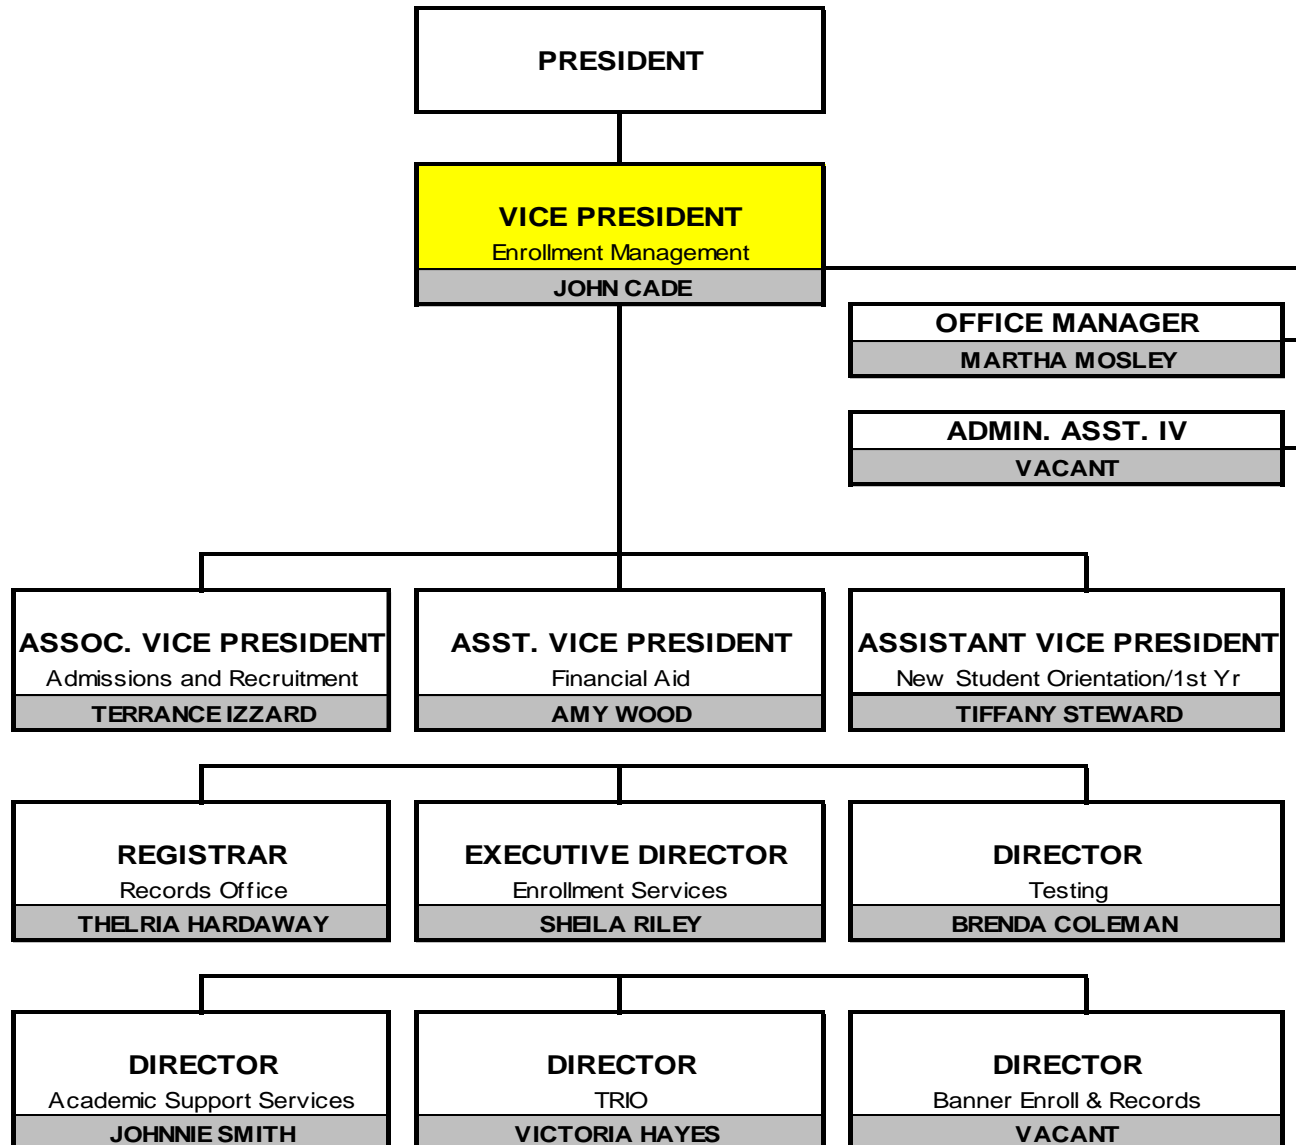 PRESIDENT
VICE PRESIDENT
Enrollment Management
JOHN CADE
OFFICE MANAGER
MARTHA MOSLEY
ADMIN. ASST. IV
VACANT
ASSOC. VICE PRESIDENT
Admissions and Recruitment
TERRANCE IZZARD
ASST. VICE PRESIDENT
Financial Aid
AMY WOOD
ASSISTANT VICE PRESIDENT
New Student Orientation/1st Yr
TIFFANY STEWARD
REGISTRAR
Records Office
THELRIA HARDAWAY
EXECUTIVE DIRECTOR
Enrollment Services
SHEILA RILEY
DIRECTOR
Testing
BRENDA COLEMAN
DIRECTOR
Academic Support Services
JOHNNIE SMITH
DIRECTOR
TRIO
VICTORIA HAYES
DIRECTOR
Banner Enroll & Records
VACANT